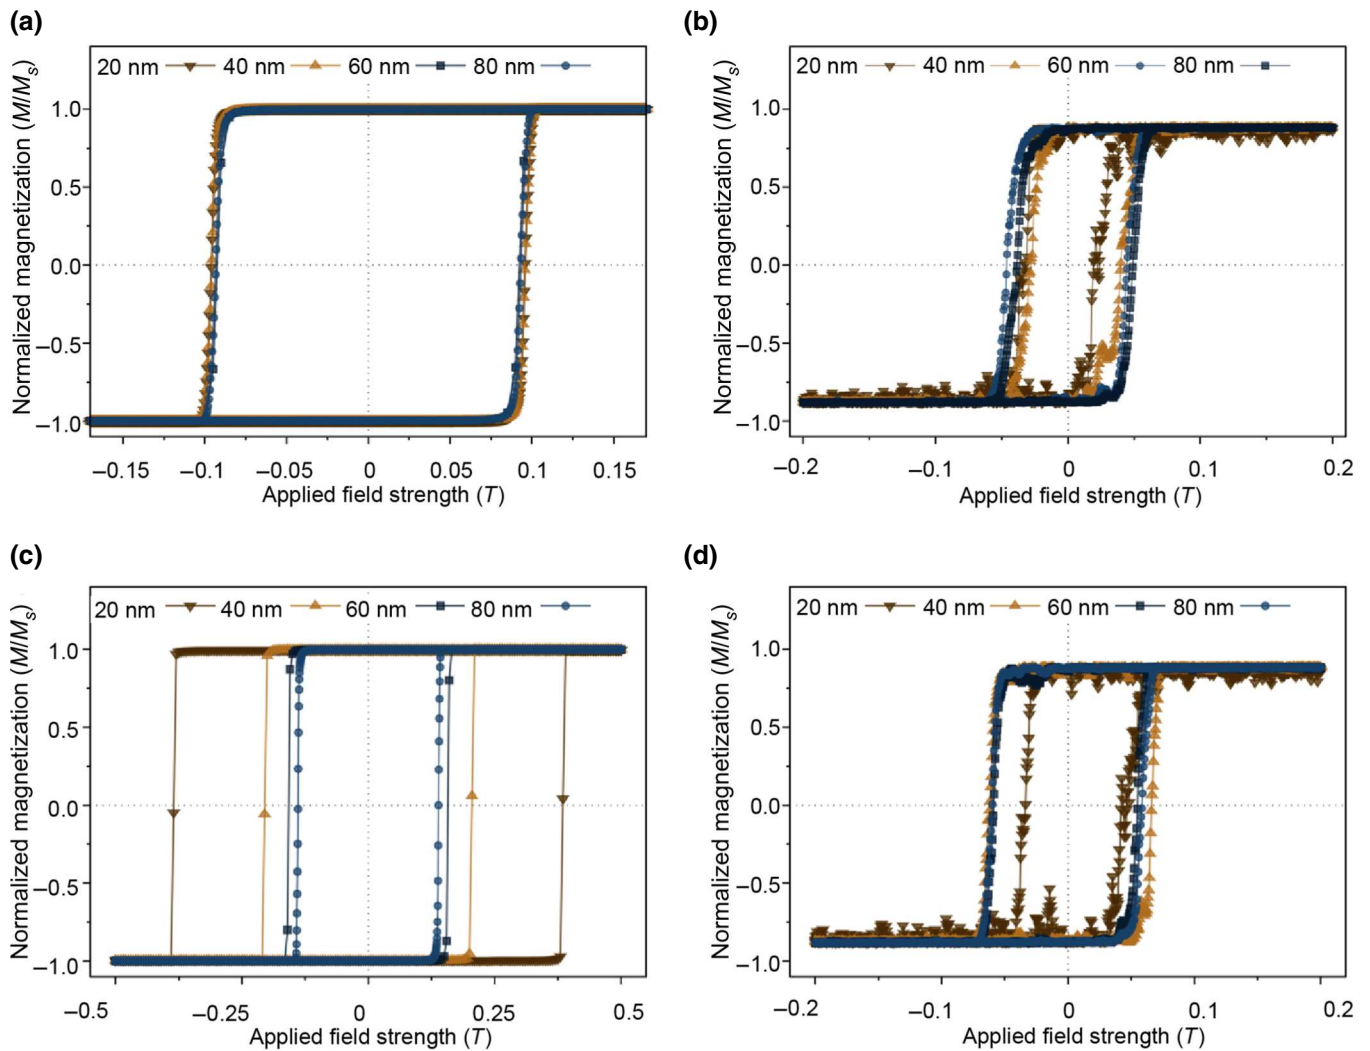 (a)
20 nm 40 nm 60 nm 80 nm
Normalized magnetization (M/Ms)
1.0
0.5
0.0
−0.5
−1.0
−0.15 −0.1 −0.05 0 0.05 0.1 0.15
Applied field strength (T)
(b)
20 nm 40 nm 60 nm 80 nm
Normalized magnetization (M/Ms)
1.0
0.5
0.0
−0.5
−1.0
−0.2 −0.1 0 0.1 0.2
Applied field strength (T)
(c)
20 nm 40 nm 60 nm 80 nm
Normalized magnetization (M/Ms)
1.0
0.5
0.0
−0.5
−1.0
−0.5 −0.25 0 0.25 0.5
Applied field strength (T)
(d)
20 nm 40 nm 60 nm 80 nm
Normalized magnetization (M/Ms)
1.0
0.5
0.0
−0.5
−1.0
−0.2 −0.1 0 0.1 0.2
Applied field strength (T)